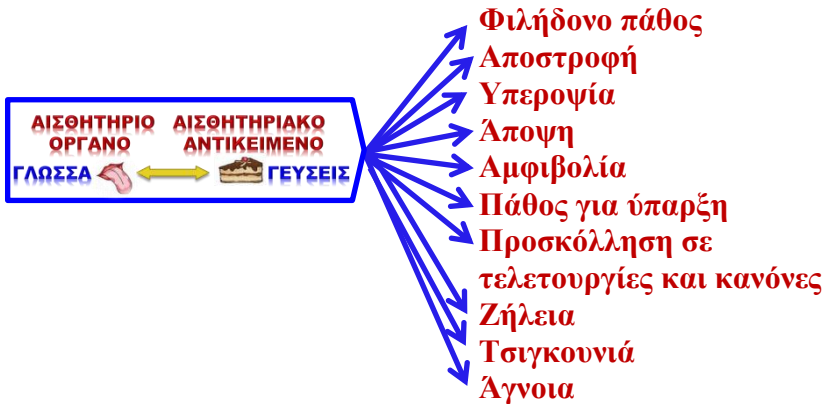 ΑΙΣΘΗΤΗΡΙΟ ΟΡΓΑΝΟ
ΑΙΣΘΗΤΗΡΙΑΚΟ ΑΝΤΙΚΕΙΜΕΝΟ
ΓΛΩΣΣΑ
ΓΕΥΣΕΙΣ
Φιλήδονο πάθος
Αποστροφή
Υπεροψία
Άποψη
Αμφιβολία
Πάθος για ύπαρξη
Προσκόλληση σε
τελετουργίες και κανόνες
Ζήλεια
Τσιγκουνιά
Άγνοια